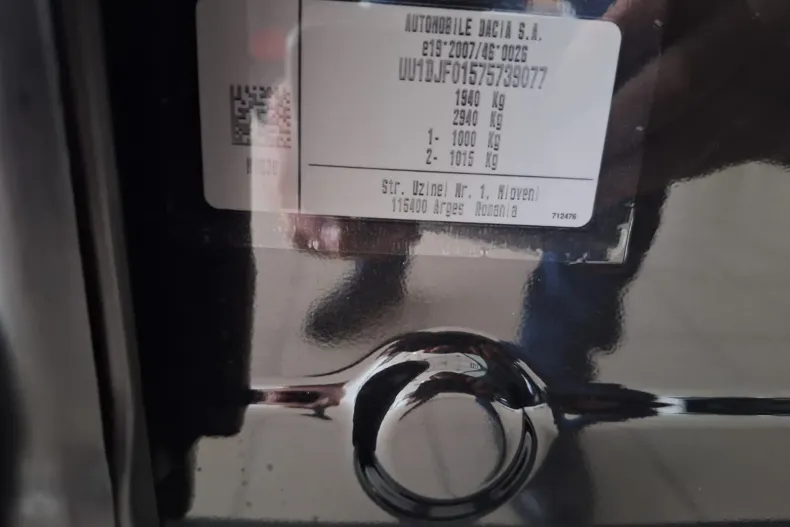 AUTOMOBILE DACIA S.A.
e19*2007/46*0026
UU1DJF01575739077
1940 Kg
2940 Kg
1- 1000 Kg
2- 1015 Kg
Str. Uzinei Nr. 1, Mioveni
115400 Arges Romania
712476